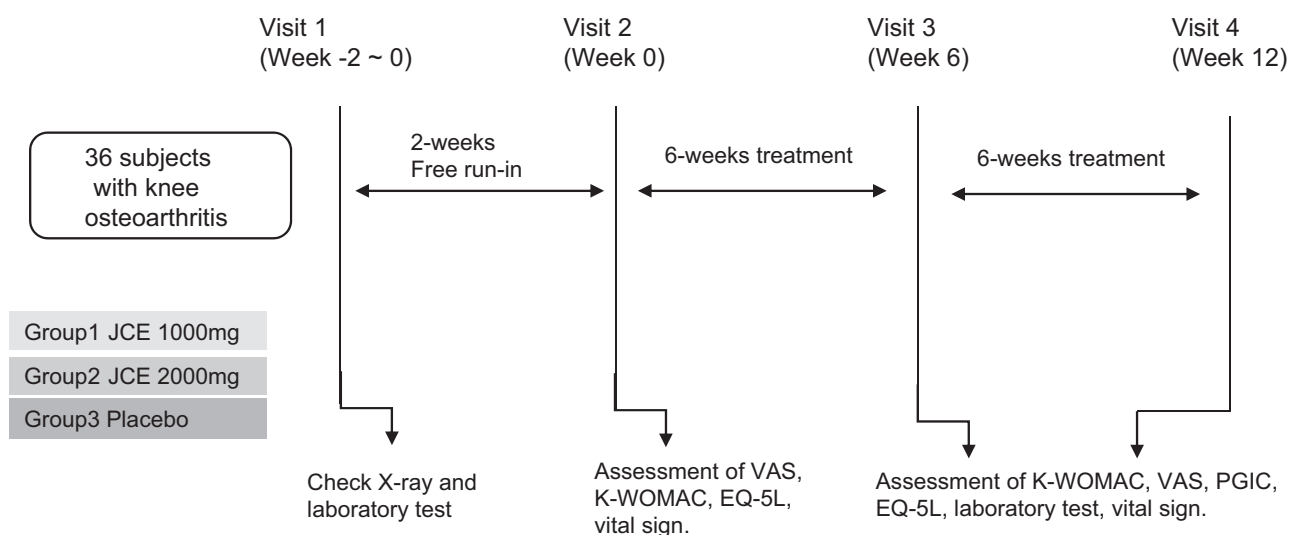 Visit 1
(Week -2 ~ 0)
Visit 2
(Week 0)
Visit 3
(Week 6)
Visit 4
(Week 12)
36 subjects
with knee
osteoarthritis
2-weeks
Free run-in
6-weeks treatment
6-weeks treatment
Group1 JCE 1000mg
Group2 JCE 2000mg
Group3 Placebo
Check X-ray and
laboratory test
Assessment of VAS,
K-WOMAC, EQ-5L,
vital sign.
Assessment of K-WOMAC, VAS, PGIC,
EQ-5L, laboratory test, vital sign.